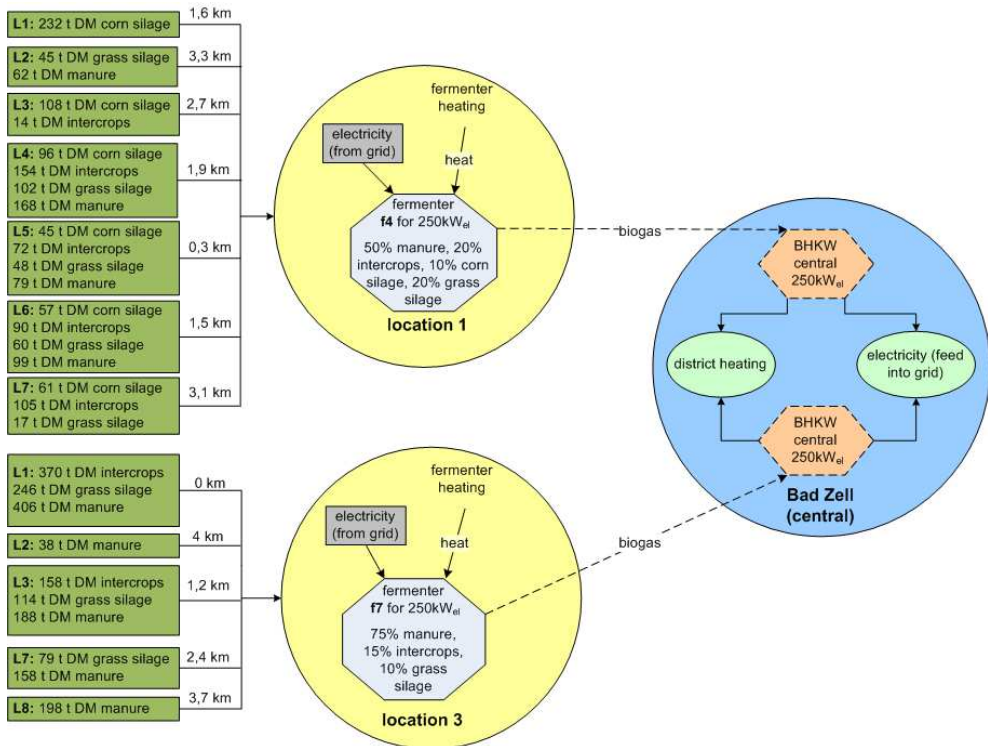 L1: 232 t DM corn silage
1,6 km
L2: 45 t DM grass silage
62 t DM manure
3,3 km
L3: 108 t DM corn silage
14 t DM intercrops
2,7 km
L4: 96 t DM corn silage
154 t DM intercrops
102 t DM grass silage
168 t DM manure
1,9 km
L5: 45 t DM corn silage
72 t DM intercrops
48 t DM grass silage
79 t DM manure
0,3 km
L6: 57 t DM corn silage
90 t DM intercrops
60 t DM grass silage
99 t DM manure
1,5 km
L7: 61 t DM corn silage
105 t DM intercrops
17 t DM grass silage
3,1 km
fermenter
heating
electricity
(from grid)
heat
fermenter
f4 for 250kWel
50% manure, 20%
intercrops, 10% corn
silage, 20% grass
silage
location 1
biogas
L1: 370 t DM intercrops
246 t DM grass silage
406 t DM manure
0 km
L2: 38 t DM manure
4 km
L3: 158 t DM intercrops
114 t DM grass silage
188 t DM manure
1,2 km
L7: 79 t DM grass silage
158 t DM manure
2,4 km
L8: 198 t DM manure
3,7 km
fermenter
heating
electricity
(from grid)
heat
fermenter
f7 for 250kWel
75% manure,
15% intercrops,
10% grass
silage
location 3
biogas
BHKW
central
250kWel
district heating
electricity (feed
into grid)
BHKW
central
250kWel
Bad Zell
(central)